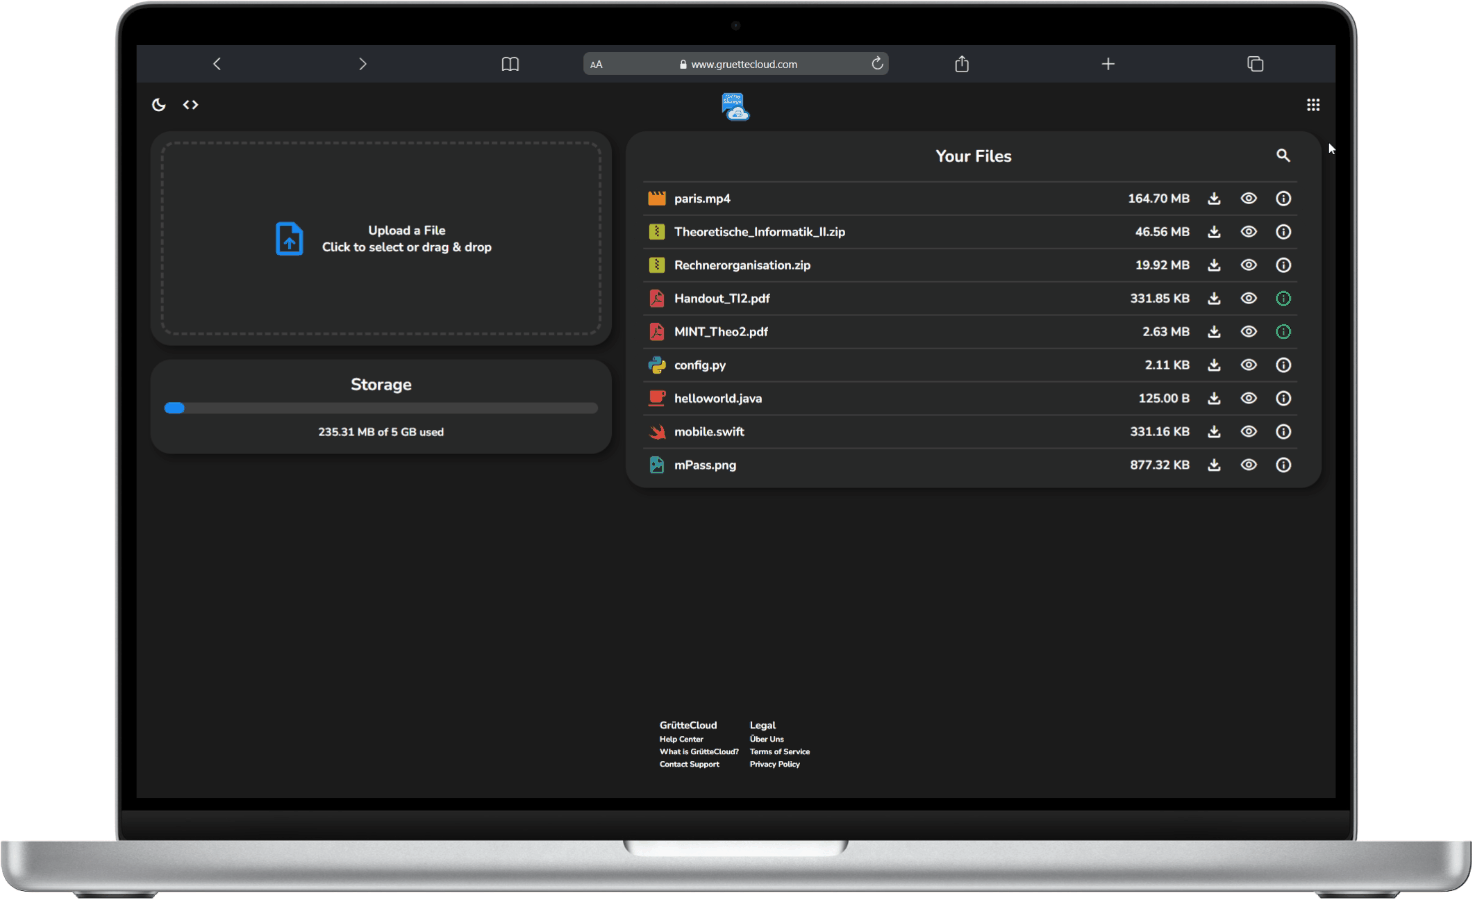 AA
www.gruettecloud.com
Upload a File
Click to select or drag & drop
Storage
235.31 MB of 5 GB used
Your Files
paris.mp4 164.70 MB
Theoretische_Informatik_II.zip 46.56 MB
Rechnerorganisation.zip 19.92 MB
Handout_TI2.pdf 331.85 KB
MINT_Theo2.pdf 2.63 MB
config.py 2.11 KB
helloworld.java 125.00 B
mobile.swift 331.16 KB
mPass.png 877.32 KB
GrütteCloud
Help Center
What is GrütteCloud?
Contact Support
Legal
Über Uns
Terms of Service
Privacy Policy